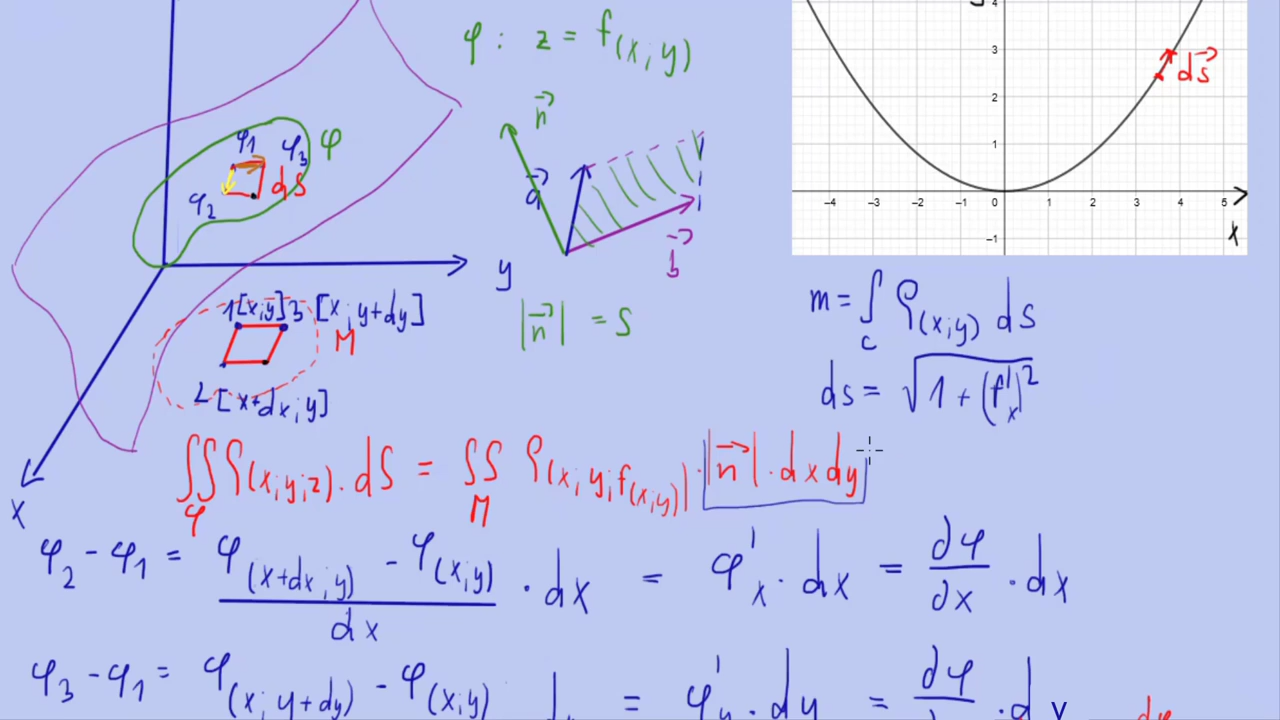 φ : z = f(x;y)
n⃗
φ1 φ3 φ
dS
φ2
a⃗
b⃗
y
|n⃗| = S
x
1[x;y] 3 [x;y+dy]
M
2 [x+dx;y]
4
3
2
1
-1
-4 -3 -2 -1 0 1 2 3 4 5
ds⃗
x
m = ∫c ρ(x;y) ds
ds = √(1 + (f'x)²)
∬φ ρ(x;y;z) . dS = ∬M ρ(x;y;f(x;y)) · |n⃗| · dxdy
φ2 - φ1 = (φ(x+dx;y) - φ(x;y))/dx · dx = φ'x · dx = ∂φ/∂x · dx
φ3 - φ1 = φ(x;y+dy) - φ(x;y) = φ'y · dy = ∂φ · dy